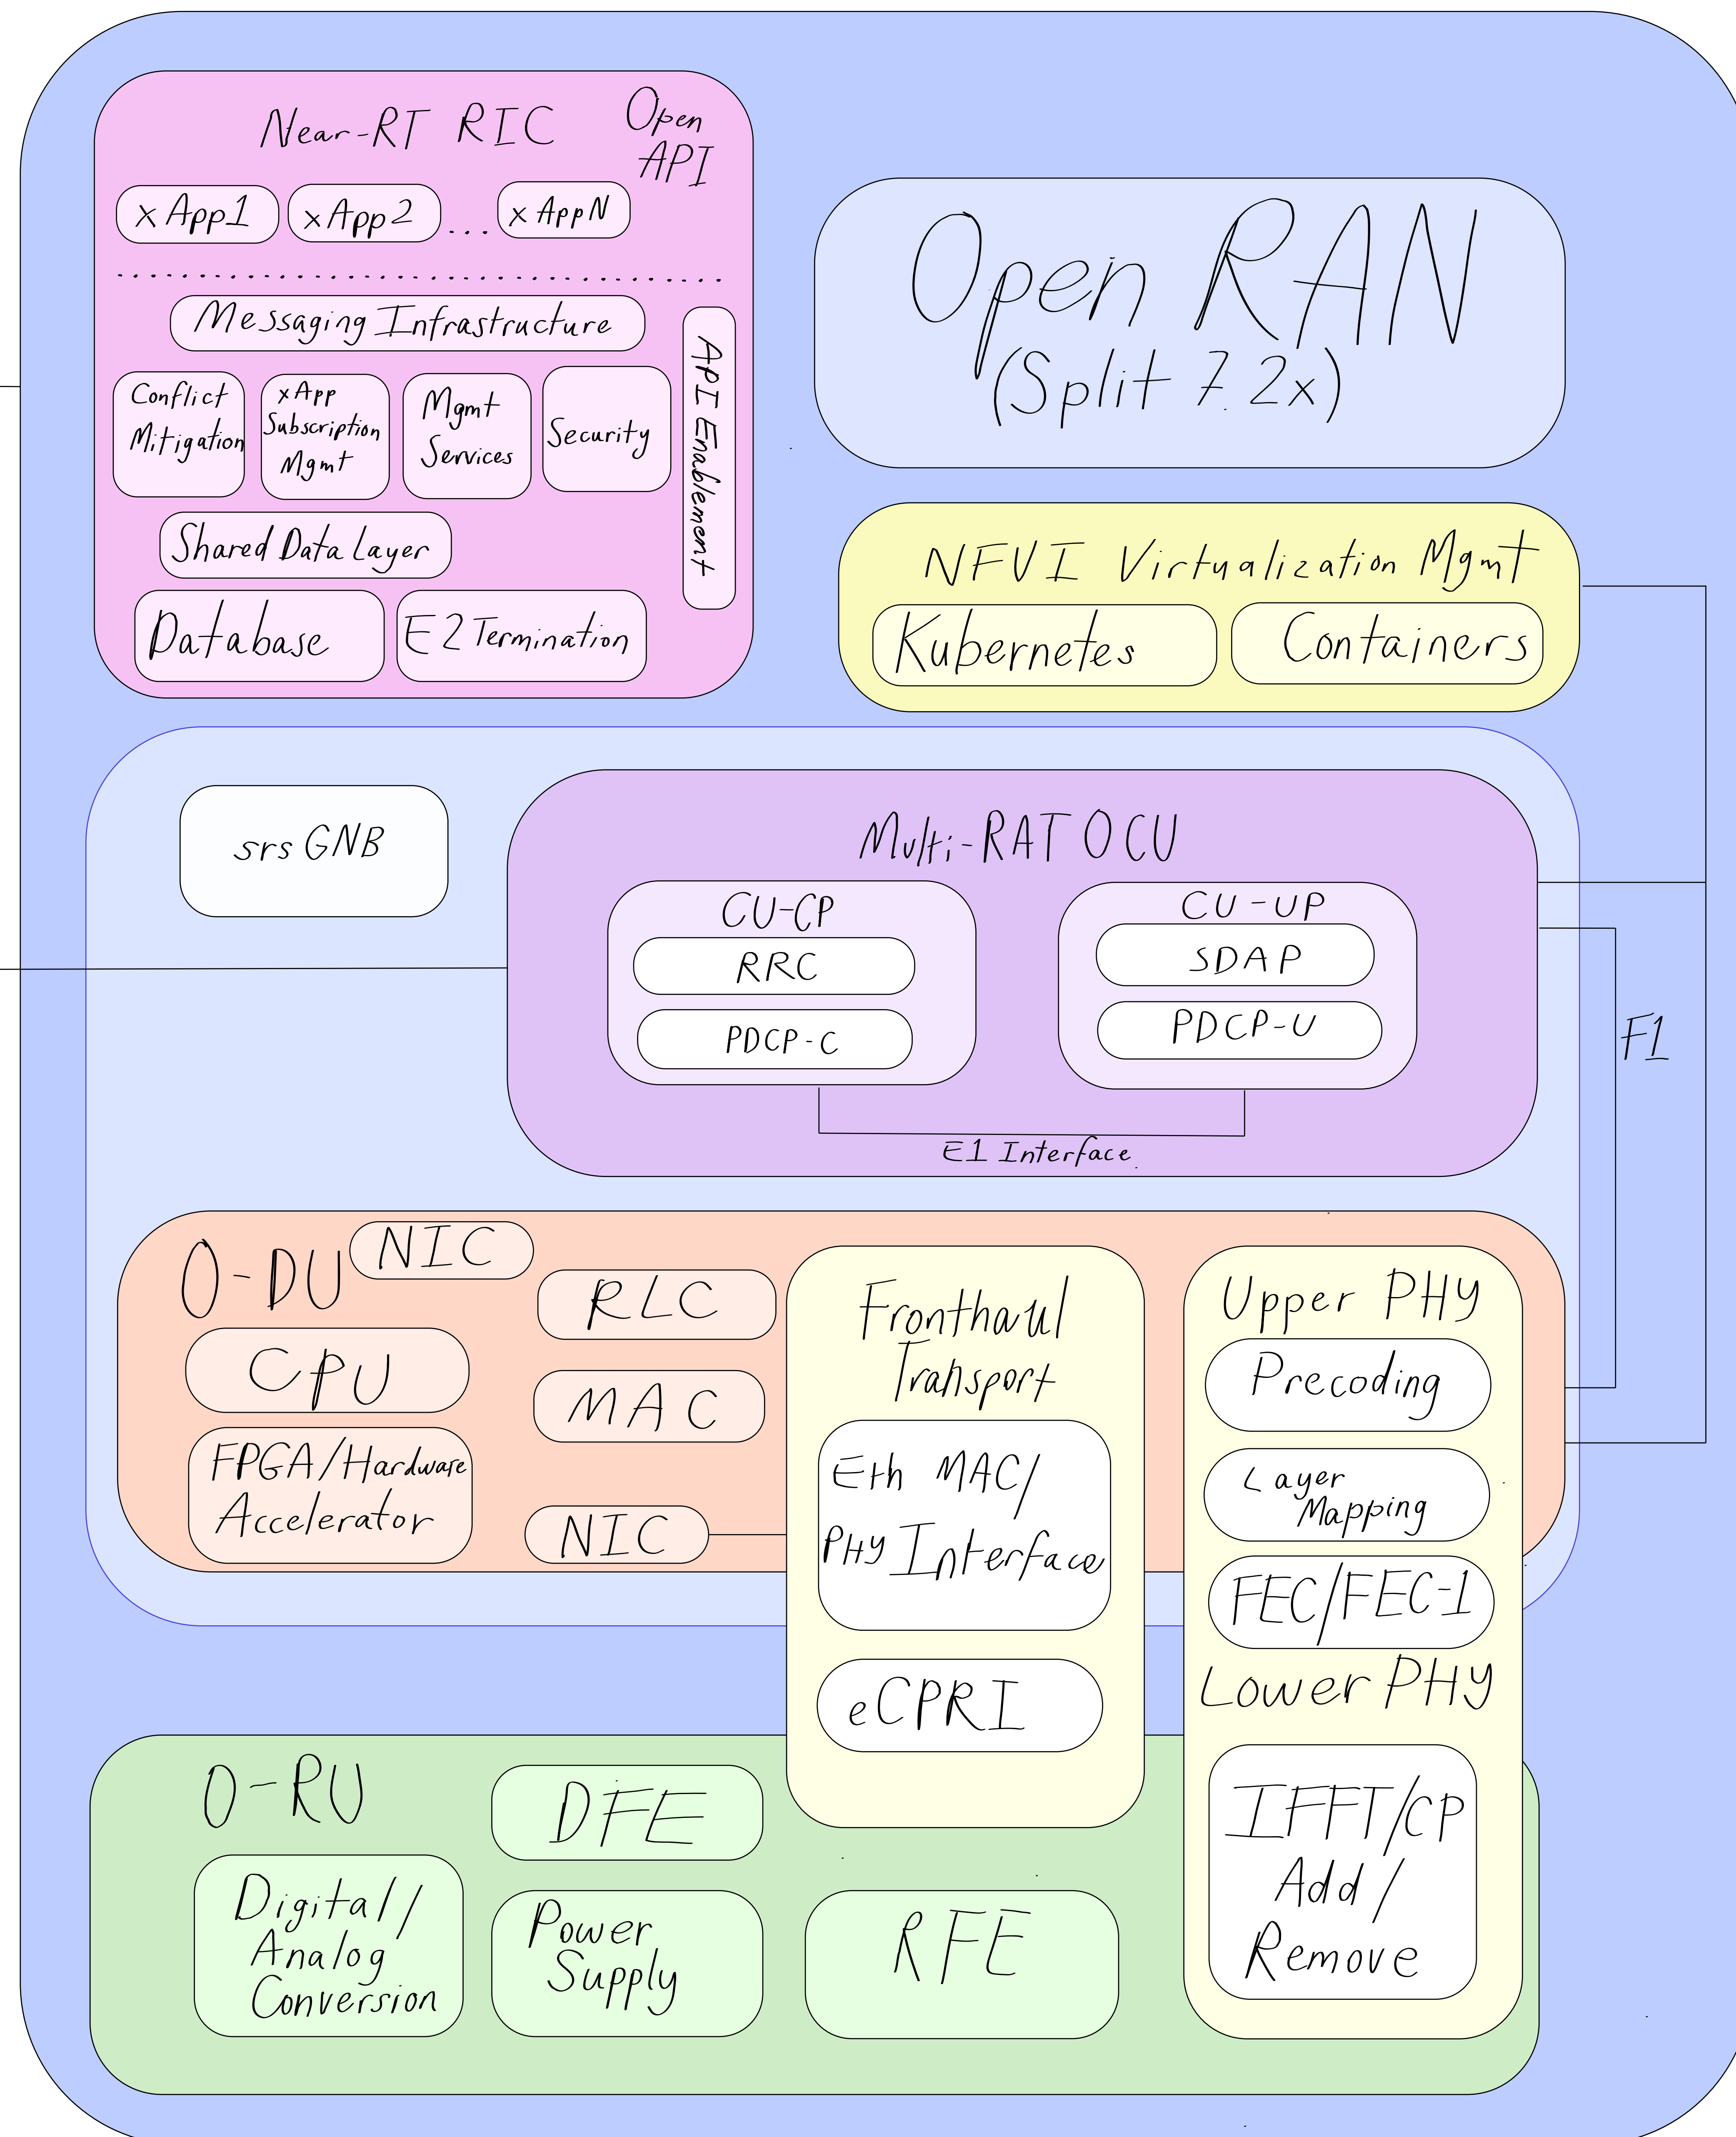 Near-RT RIC
Open
API
xApp1
xApp2
...
xAppN
Messaging Infrastructure
Conflict
Mitigation
xApp
Subscription
Mgmt
Mgmt
Services
Security
API Enablement
Shared Data Layer
Database
E2 Termination
Open RAN
(Split 7.2x)
NFVI Virtualization Mgmt
Kubernetes
Containers
srsGNB
Multi-RAT OCU
CU-CP
RRC
PDCP-C
CU-UP
SDAP
PDCP-U
E1 Interface
F1
O-DU
NIC
CPU
FPGA/Hardware
Accelerator
RLC
MAC
NIC
Fronthaul
Transport
Eth MAC/
PHY Interface
eCPRI
Upper PHY
Precoding
Layer
Mapping
FEC/FEC-1
Lower PHY
IFFT/CP
Add/
Remove
O-RU
DFE
Digital/
Analog
Conversion
Power
Supply
RFE